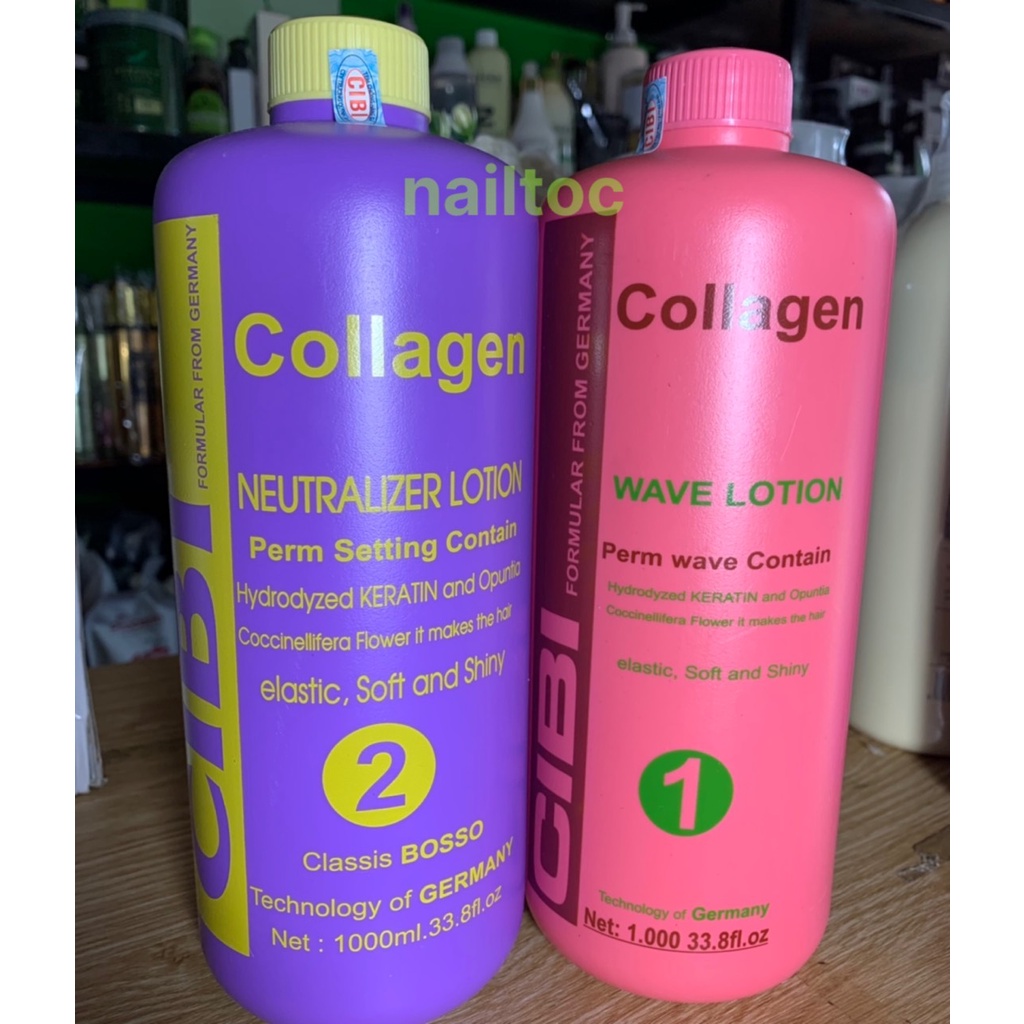 CIBI
CIBI
nailtoc
CIBI
FORMULAR FROM GERMANY
Collagen
NEUTRALIZER LOTION
Perm Setting Contain
Hydrodyzed KERATIN and Opuntia
Coccinellifera Flower it makes the hair
elastic, Soft and Shiny
2
Classis BOSSO
Technology of GERMANY
Net : 1000ml.33.8fl.oz
CIBI
FORMULAR FROM GERMANY
Collagen
WAVE LOTION
Perm wave Contain
Hydrodyzed KERATIN and Opuntia
Coccinellifera Flower it makes the hair
elastic, Soft and Shiny
1
Technology of Germany
Net: 1.000 33.8fl.oz